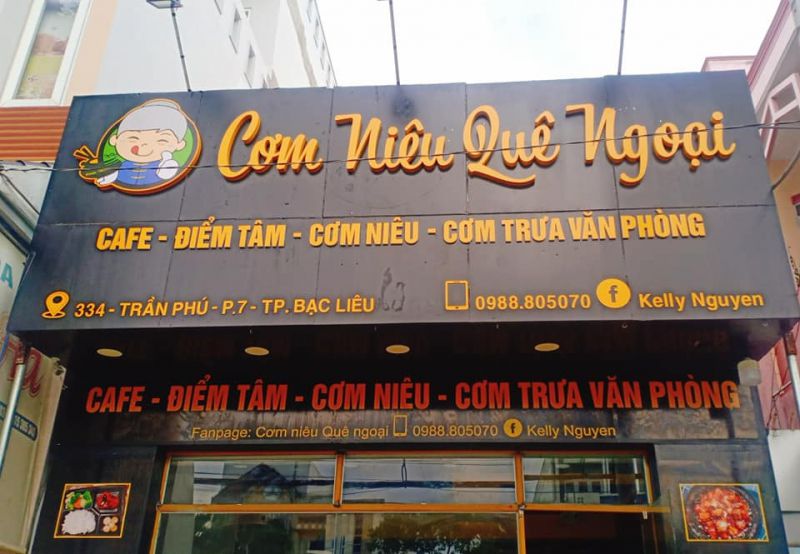 Cơm Niêu Quê Ngoại
CAFE - ĐIỂM TÂM - CƠM NIÊU - CƠM TRƯA VĂN PHÒNG
334 - TRẦN PHÚ - P.7 - TP. BẠC LIÊU 0988.805070 f Kelly Nguyen
CAFE - ĐIỂM TÂM - CƠM NIÊU - CƠM TRƯA VĂN PHÒNG
Fanpage: Cơm niêu Quê ngoại 0988.805070 f Kelly Nguyen